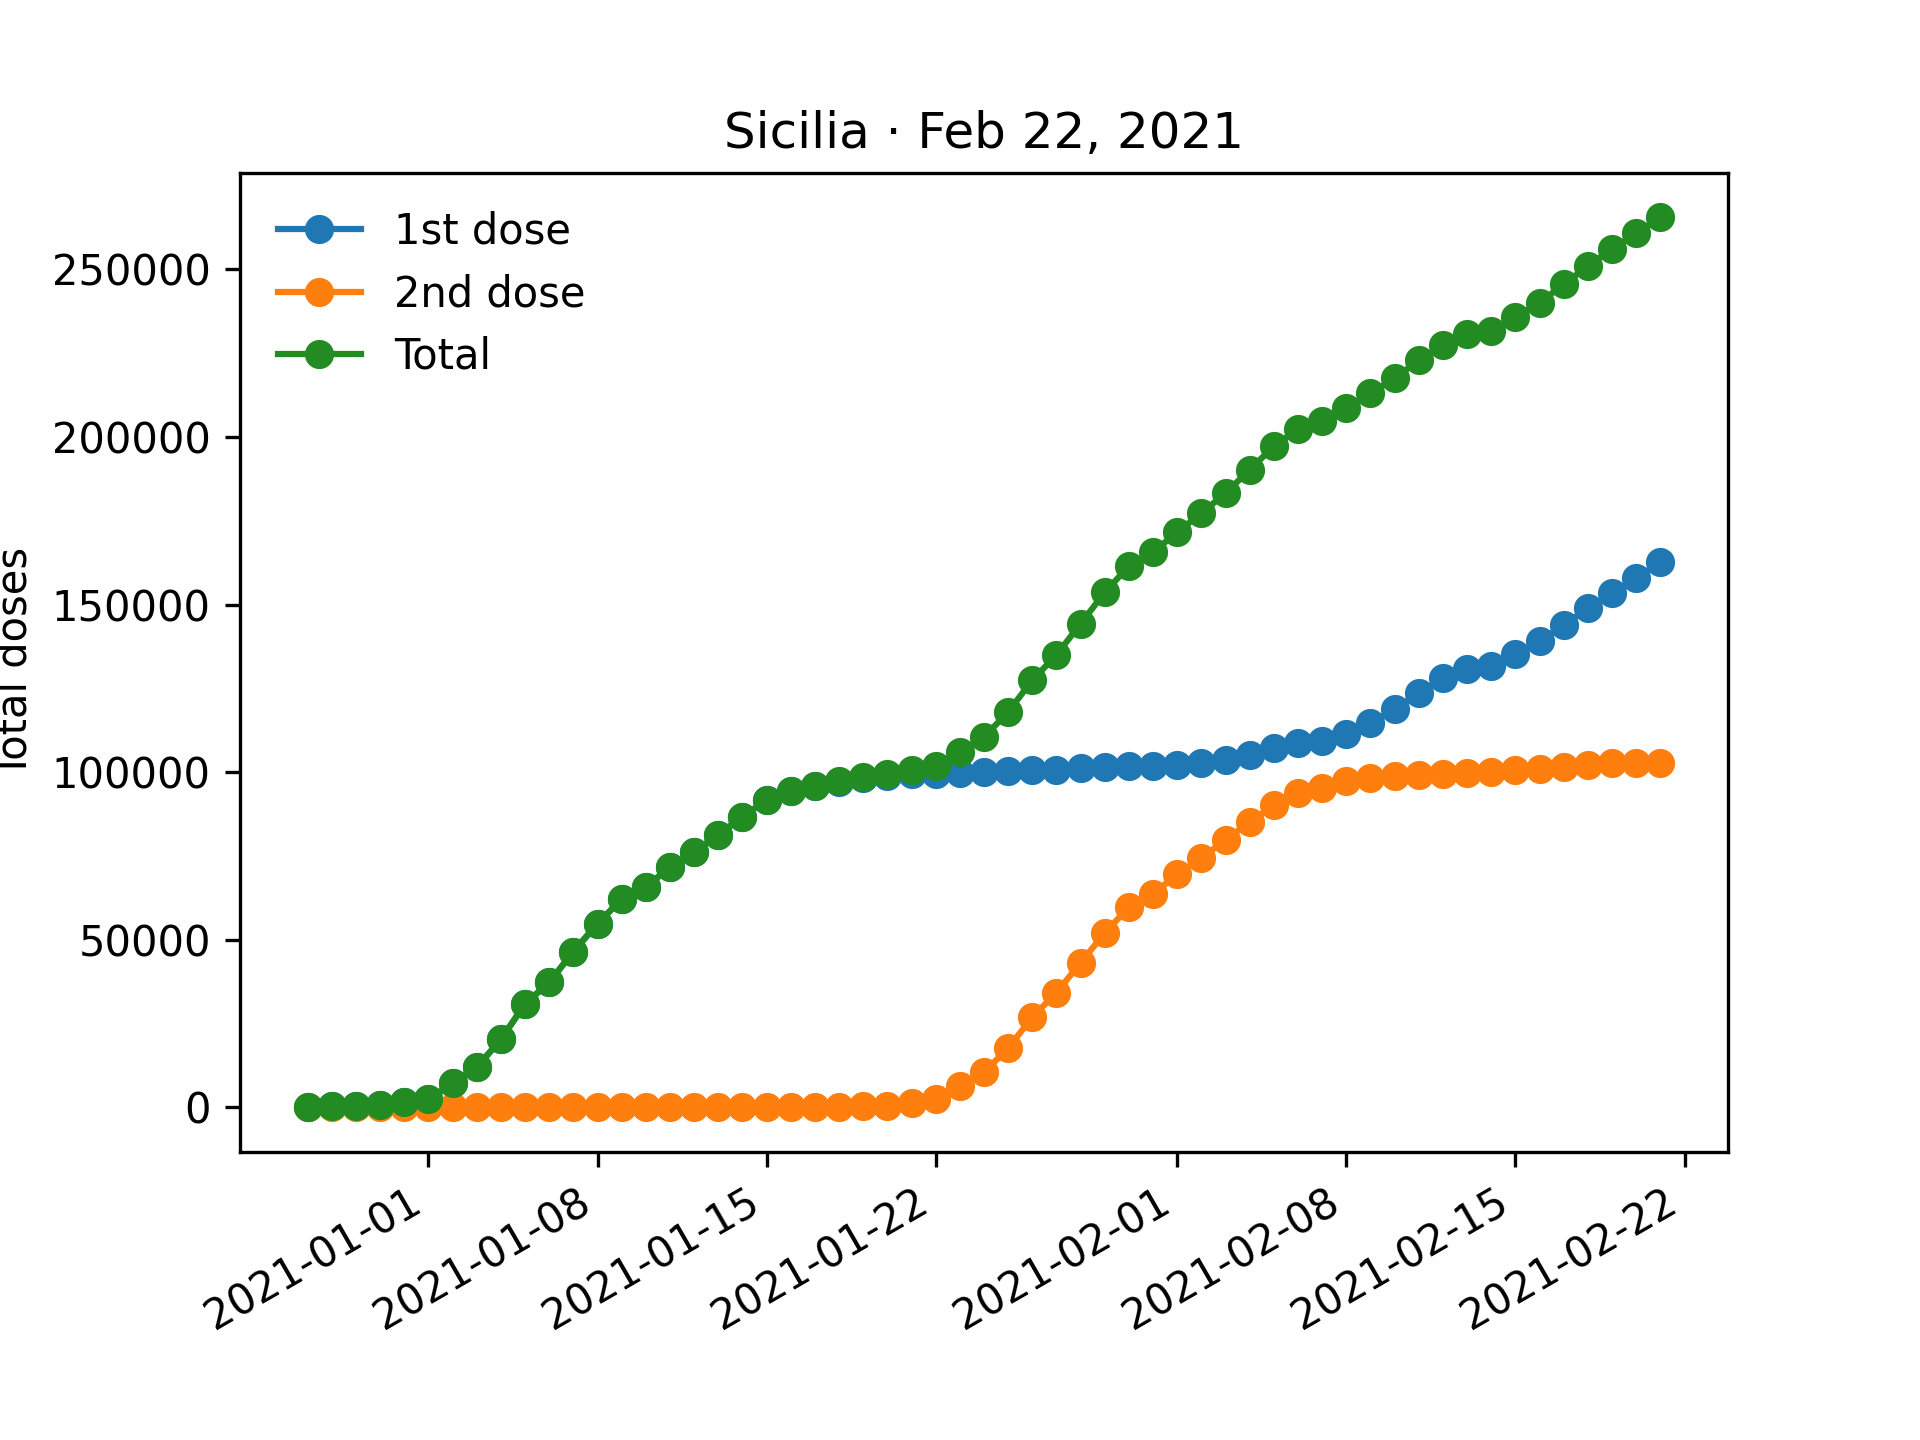 Sicilia · Feb 22, 2021
1st dose
2nd dose
Total
250000
200000
150000
100000
50000
0
Total doses
2021-01-01
2021-01-08
2021-01-15
2021-01-22
2021-02-01
2021-02-08
2021-02-15
2021-02-22